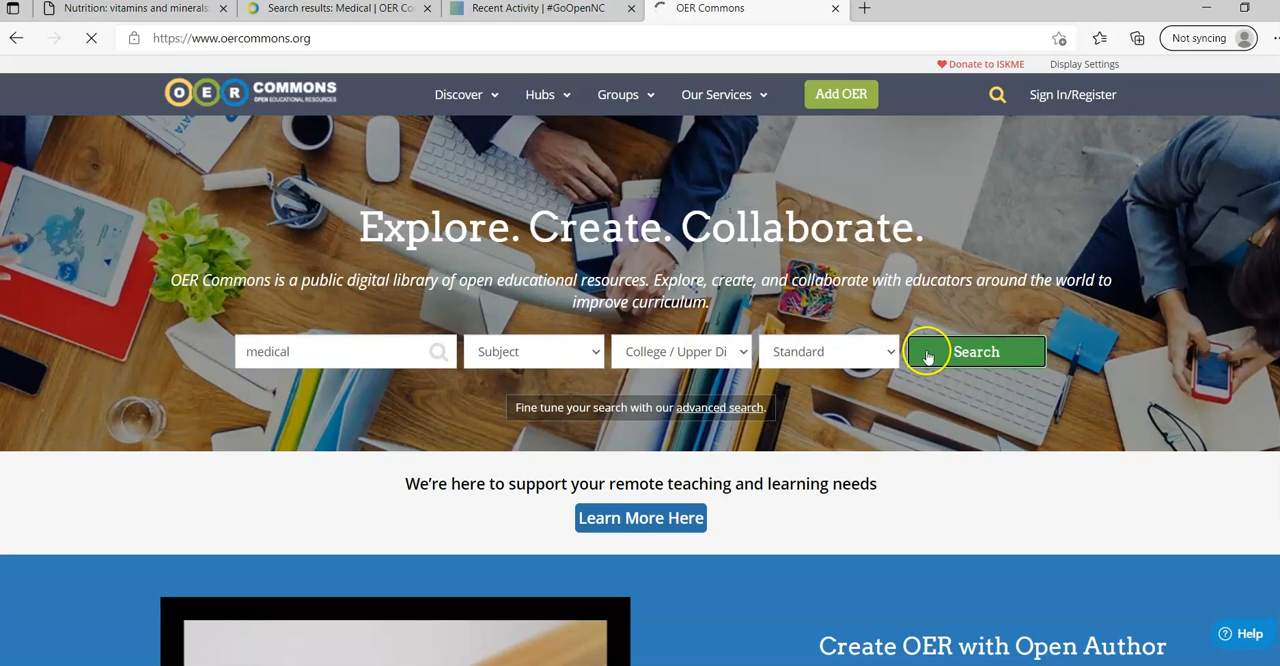 Nutrition: vitamins and minerals
Search results: Medical | OER Co
Recent Activity | #GoOpenNC
OER Commons
https://www.oercommons.org
Not syncing
Donate to ISKME
Display Settings
OER COMMONS
OPEN EDUCATIONAL RESOURCES
Discover
Hubs
Groups
Our Services
Add OER
Sign In/Register
Explore. Create. Collaborate.
OER Commons is a public digital library of open educational resources. Explore, create, and collaborate with educators around the world to
improve curriculum.
medical
Subject
College / Upper Di
Standard
Search
Fine tune your search with our advanced search.
We're here to support your remote teaching and learning needs
Learn More Here
Create OER with Open Author
Help